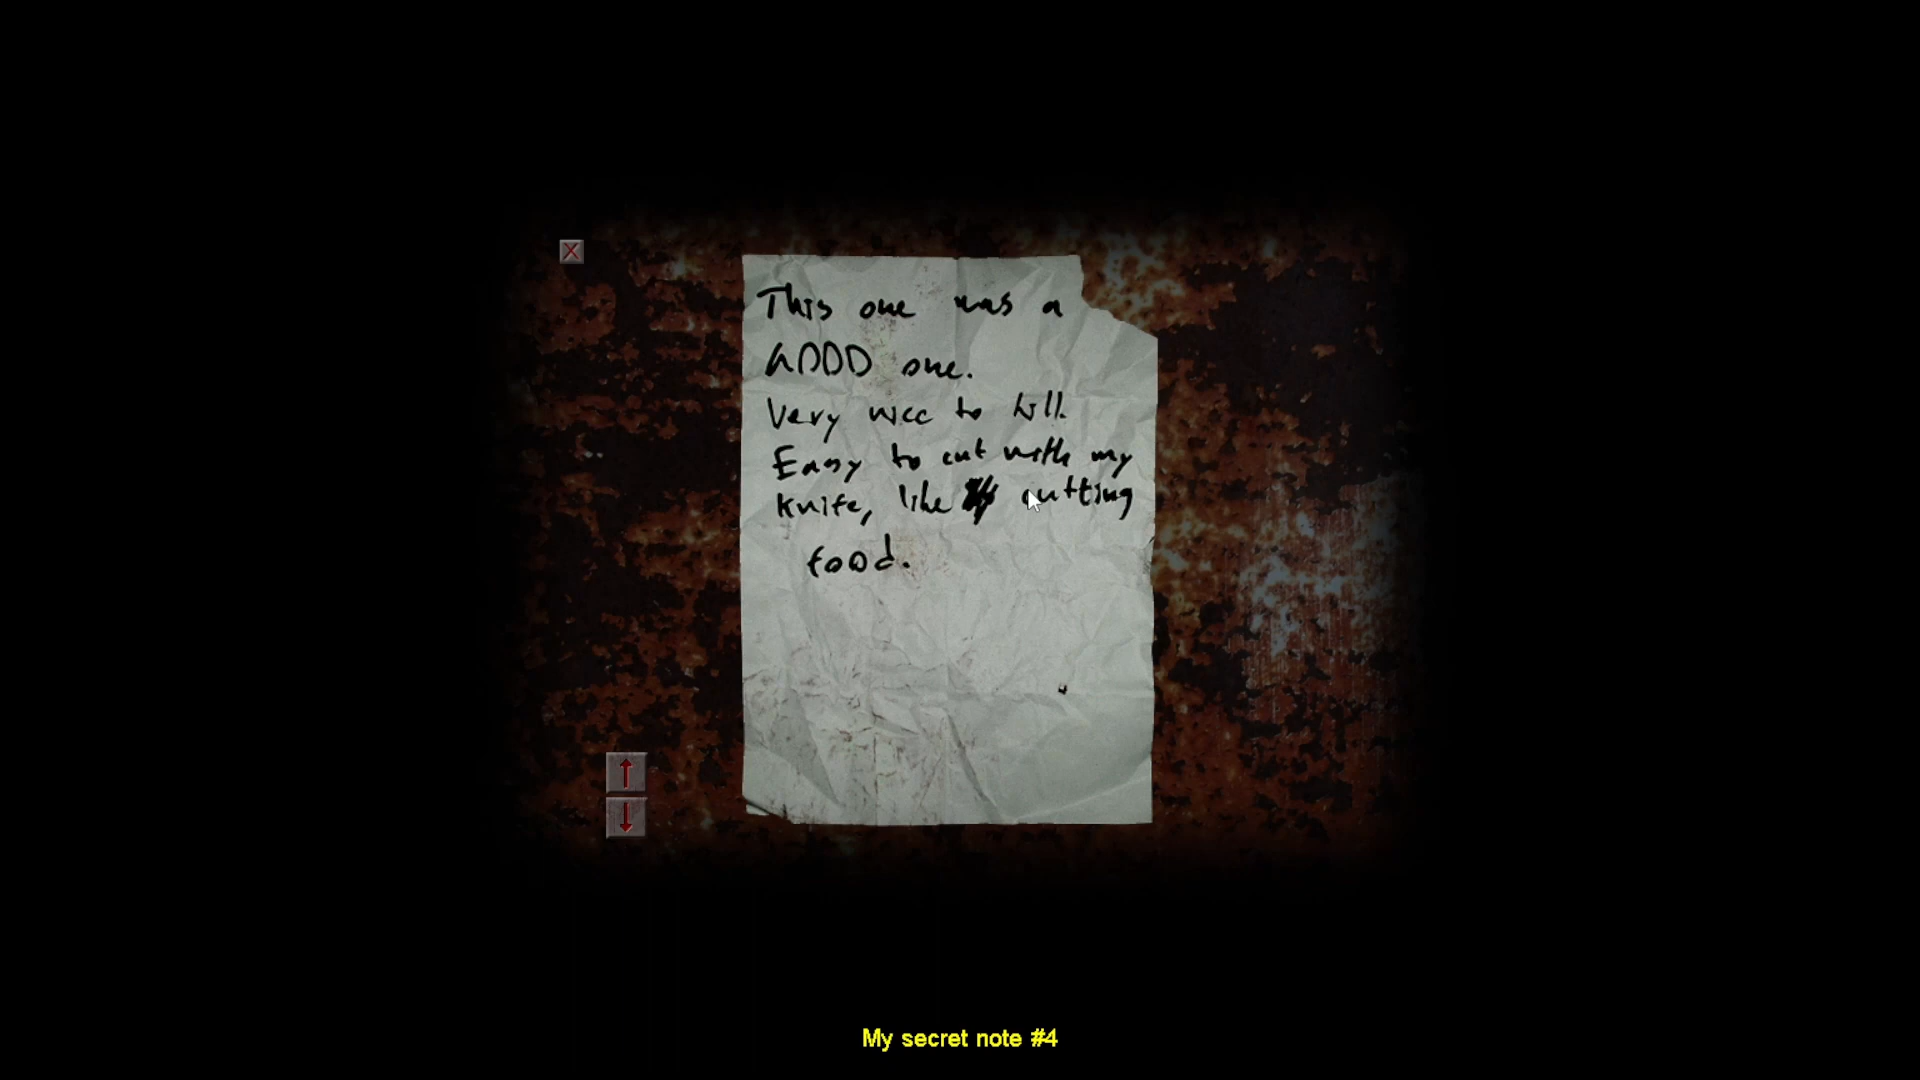 This one was a
GOOD one.
Very nice to kill.
Easy to cut with my
knife, like cutting
food.
My secret note #4